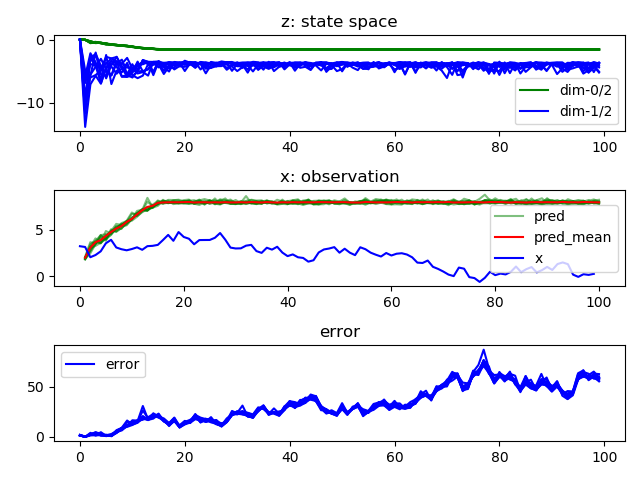 z: state space
0
−10
dim-0/2
dim-1/2
0 20 40 60 80 100
x: observation
5
0
pred
pred_mean
x
0 20 40 60 80 100
error
50
0
error
0 20 40 60 80 100